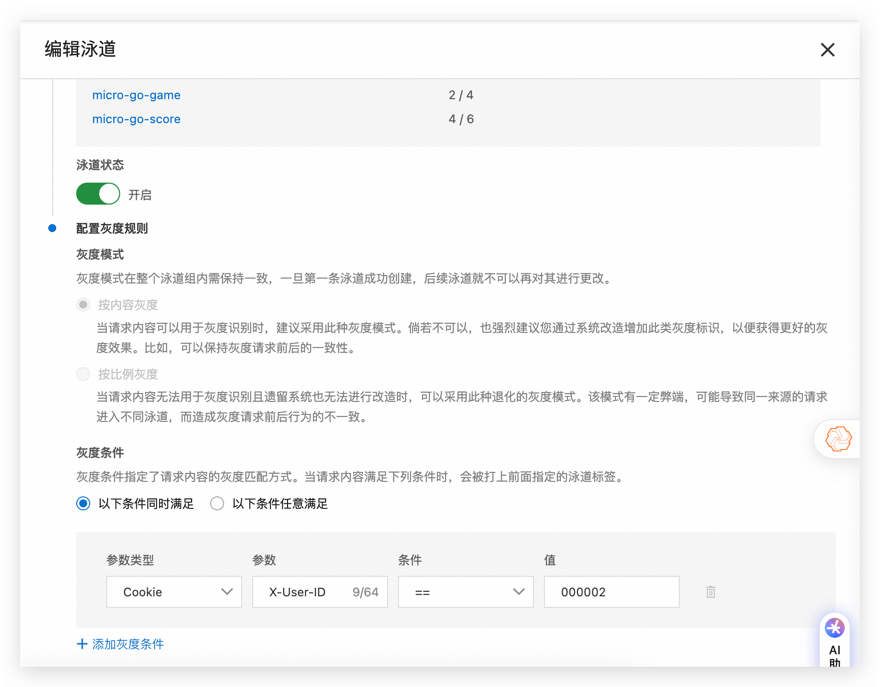 编辑泳道
micro-go-game 2 / 4
micro-go-score 4 / 6
泳道状态
开启
配置灰度规则
灰度模式
灰度模式在整个泳道组内需保持一致，一旦第一条泳道成功创建，后续泳道就不可以再对其进行更改。
按内容灰度
当请求内容可以用于灰度识别时，建议采用此种灰度模式。倘若不可以，也强烈建议您通过系统改造增加此类灰度标识，以便获得更好的灰
度效果。比如，可以保持灰度请求前后的一致性。
按比例灰度
当请求内容无法用于灰度识别且遗留系统也无法进行改造时，可以采用此种退化的灰度模式。该模式有一定弊端，可能导致同一来源的请求
进入不同泳道，而造成灰度请求前后行为的不一致。
灰度条件
灰度条件指定了请求内容的灰度匹配方式。当请求内容满足下列条件时，会被打上前面指定的泳道标签。
以下条件同时满足 以下条件任意满足
参数类型 参数 条件 值
Cookie X-User-ID 9/64 == 000002
+ 添加灰度条件
AI
助